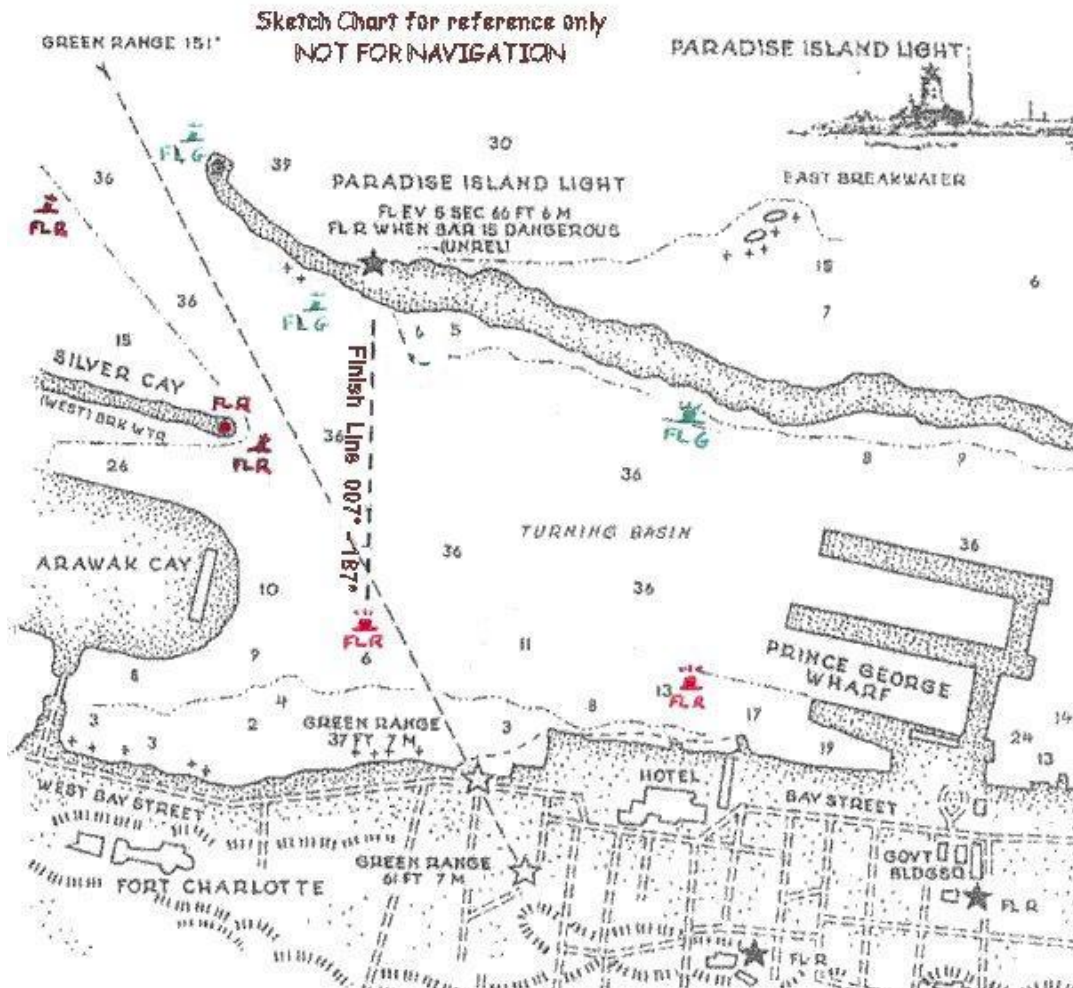 Sketch Chart for reference only
NOT FOR NAVIGATION
GREEN RANGE 151°
PARADISE ISLAND LIGHT
FL G
39
30
36
FL R
PARADISE ISLAND LIGHT
FL EV 5 SEC 66 FT 6 M
FL R WHEN BAR IS DANGEROUS
(UNREL)
EAST BREAKWATER
15
7
6
36
FL G
6
5
15
SILVER CAY
(WEST) BRK WTR
FL R
FL R
26
36
Finish Line 007° - 187°
FL G
8
9
36
TURNING BASIN
36
36
36
ARAWAK CAY
10
FL R
6
11
9
8
4
PRINCE GEORGE
WHARF
13
FL R
8
17
3
3
2
GREEN RANGE
37 FT 7 M
3
19
24
14
13
WEST BAY STREET
HOTEL
BAY STREET
FORT CHARLOTTE
GREEN RANGE
61 FT 7 M
GOVT
BLDGS
FL R
FL R